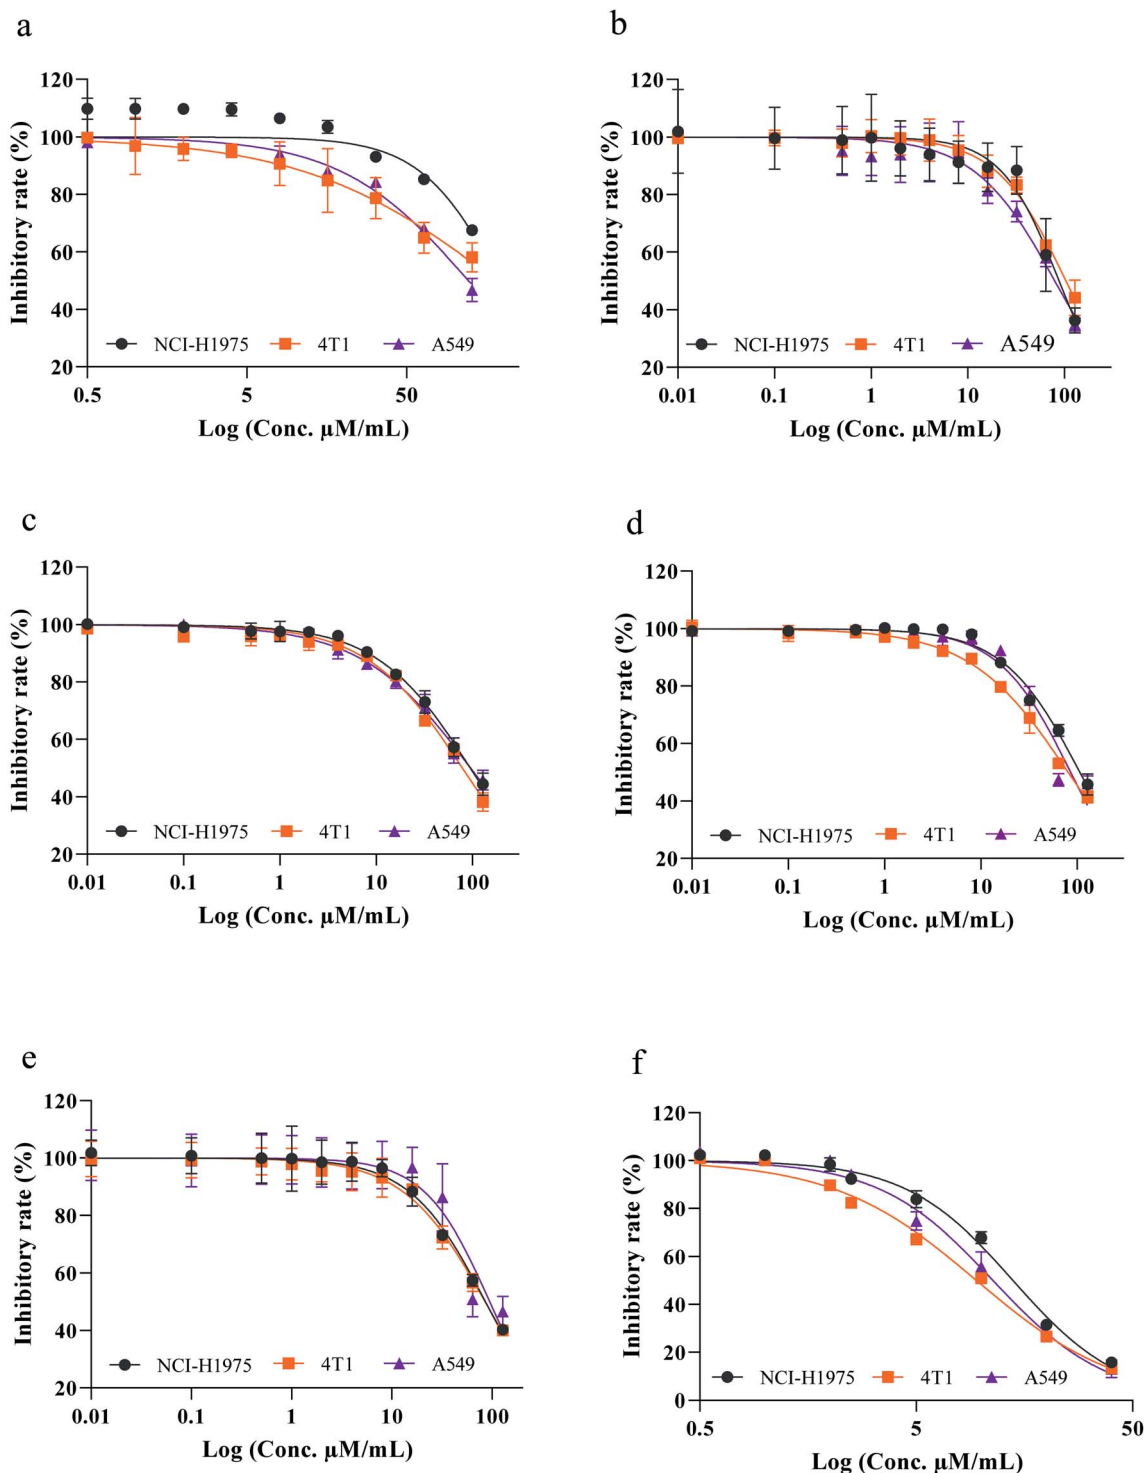 a
120
100
80
60
40
20
Inhibitory rate (%)
NCI-H1975 4T1 A549
0.5 5 50
Log (Conc. μM/mL)
b
120
100
80
60
40
20
Inhibitory rate (%)
NCI-H1975 4T1 A549
0.01 0.1 1 10 100
Log (Conc. μM/mL)
c
120
100
80
60
40
20
Inhibitory rate (%)
NCI-H1975 4T1 A549
0.01 0.1 1 10 100
Log (Conc. μM/mL)
d
120
100
80
60
40
20
Inhibitory rate (%)
NCI-H1975 4T1 A549
0.01 0.1 1 10 100
Log (Conc. μM/mL)
e
120
100
80
60
40
20
Inhibitory rate (%)
NCI-H1975 4T1 A549
0.01 0.1 1 10 100
Log (Conc. μM/mL)
f
120
100
80
60
40
20
0
Inhibitory rate (%)
NCI-H1975 4T1 A549
0.5 5 50
Log (Conc. μM/mL)